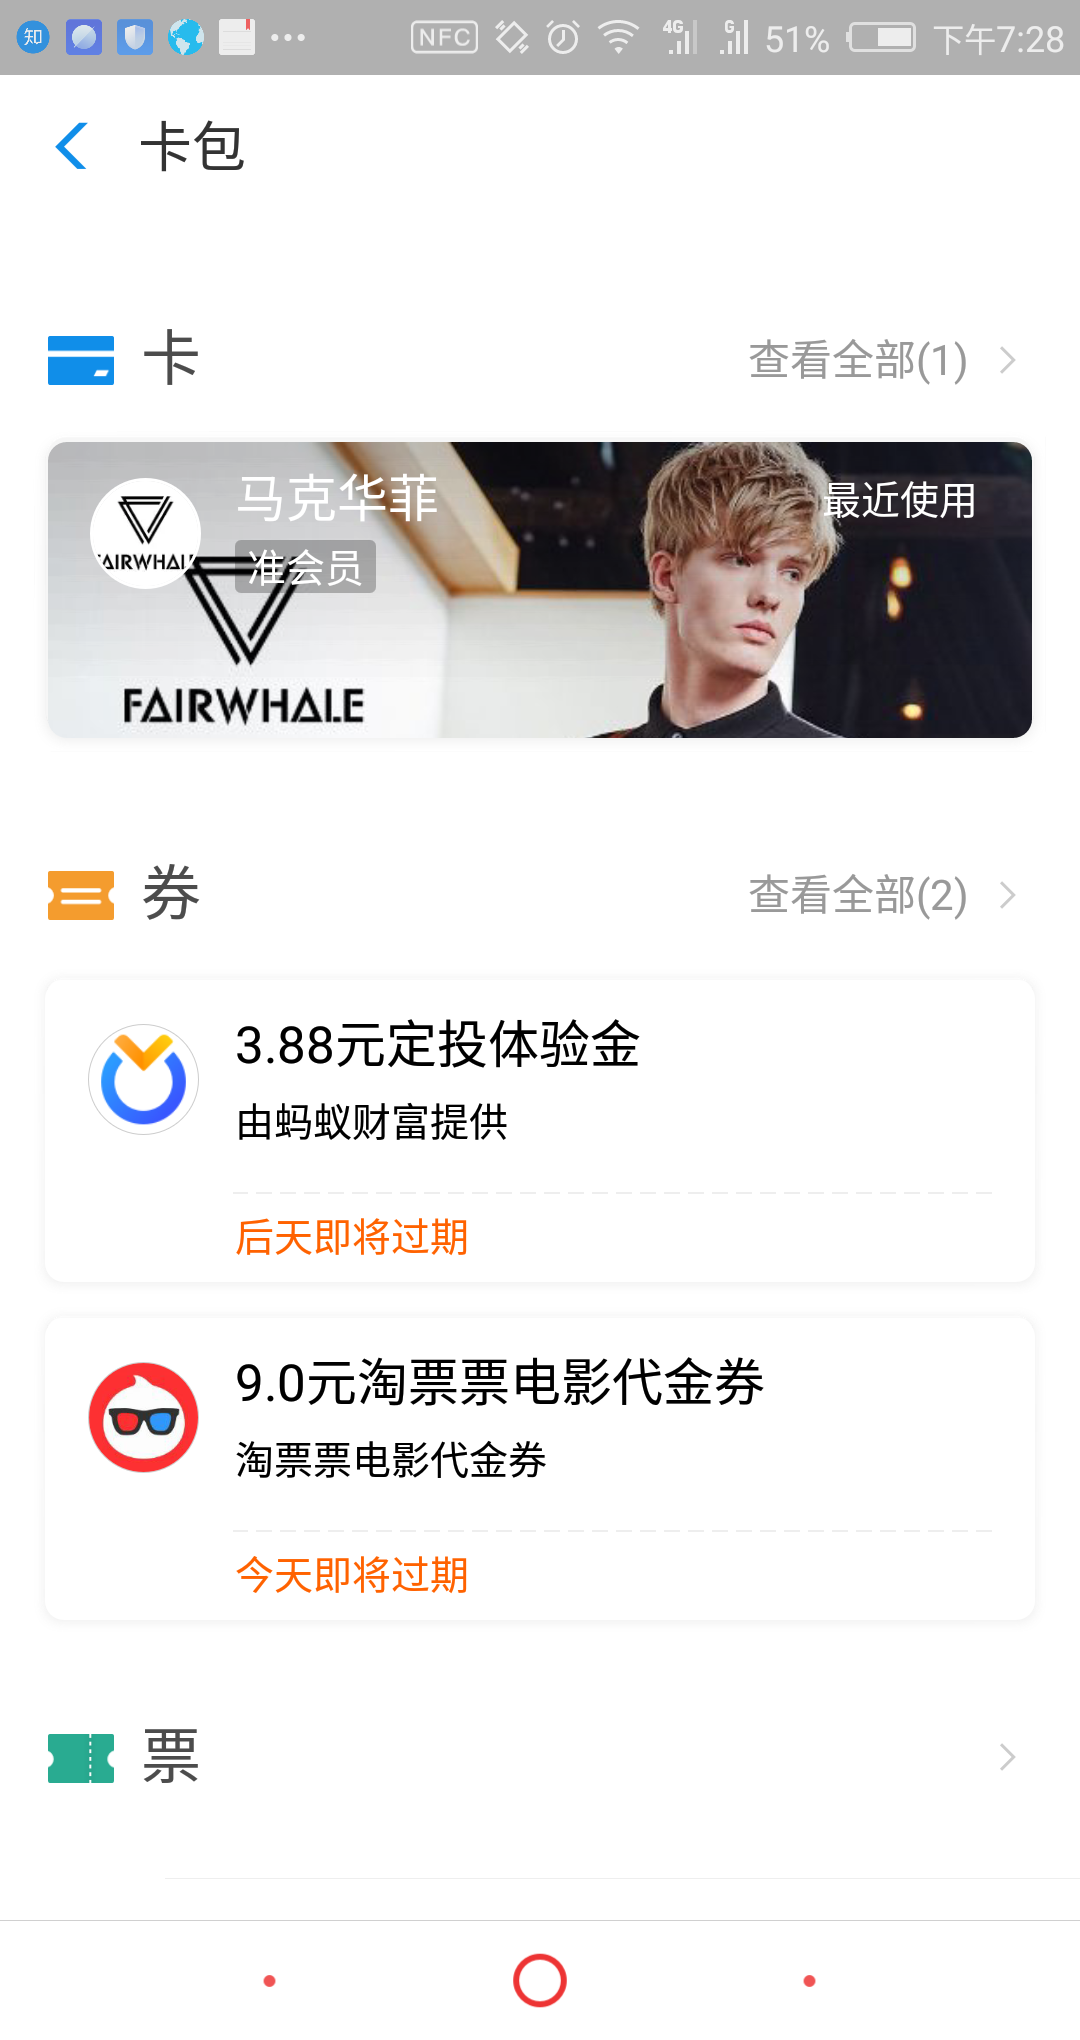 知 NFC 4G G 51% 下午7:28
卡包
卡 查看全部(1)
马克华菲 最近使用
FAIRWHALE 准会员
FAIRWHALE
券 查看全部(2)
3.88元定投体验金
由蚂蚁财富提供
后天即将过期
9.0元淘票票电影代金券
淘票票电影代金券
今天即将过期
票